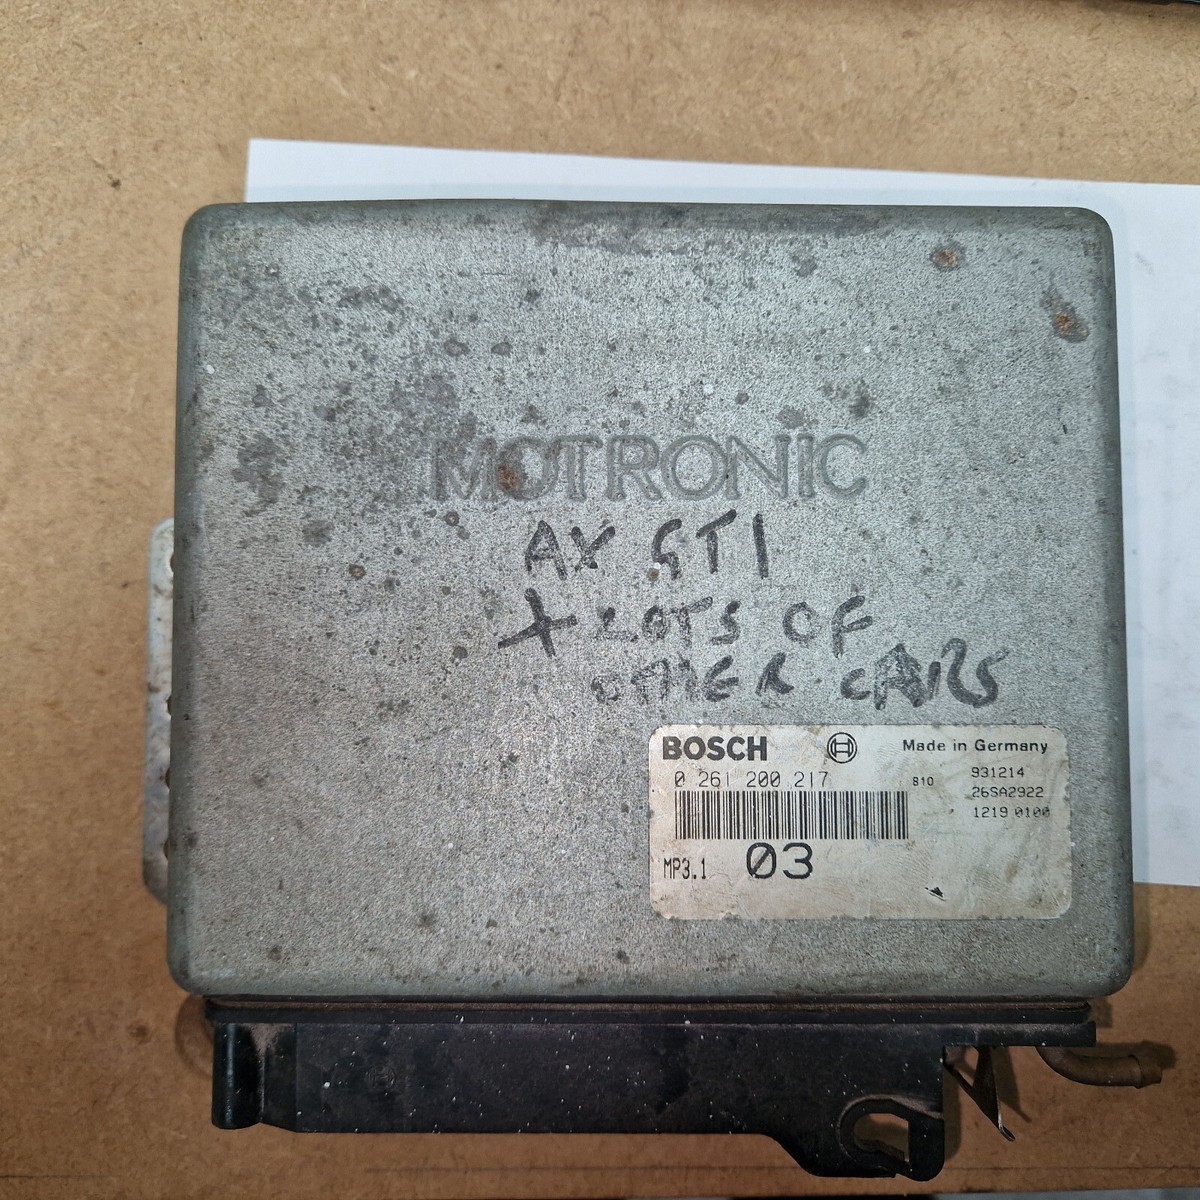 MOTRONIC
AX GTI
+ LOTS OF
OTHER CARS
BOSCH Made in Germany
0 261 200 217 B10 931214
26SA2922
1219 0100
MP3.1 03